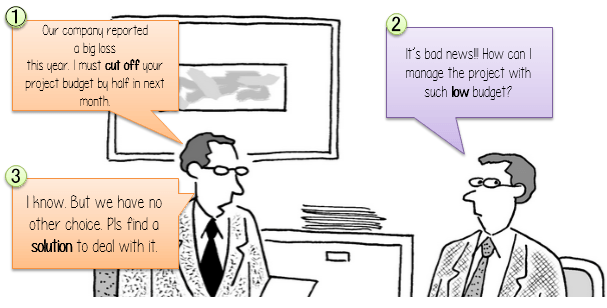 1
Our company reported
a big loss
this year. I must cut off your
project budget by half in next
month.
2
It's bad news!!! How can I
manage the project with
such low budget?
3
I know. But we have no
other choice. Pls find a
solution to deal with it.